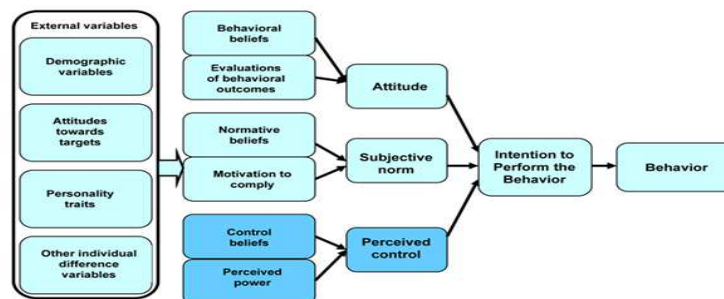 External variables
Demographic
variables
Attitudes
towards
targets
Personality
traits
Other individual
difference
variables
Behavioral
beliefs
Evaluations
of behavioral
outcomes
Normative
beliefs
Motivation to
comply
Control
beliefs
Perceived
power
Attitude
Subjective
norm
Perceived
control
Intention to
Perform the
Behavior
Behavior